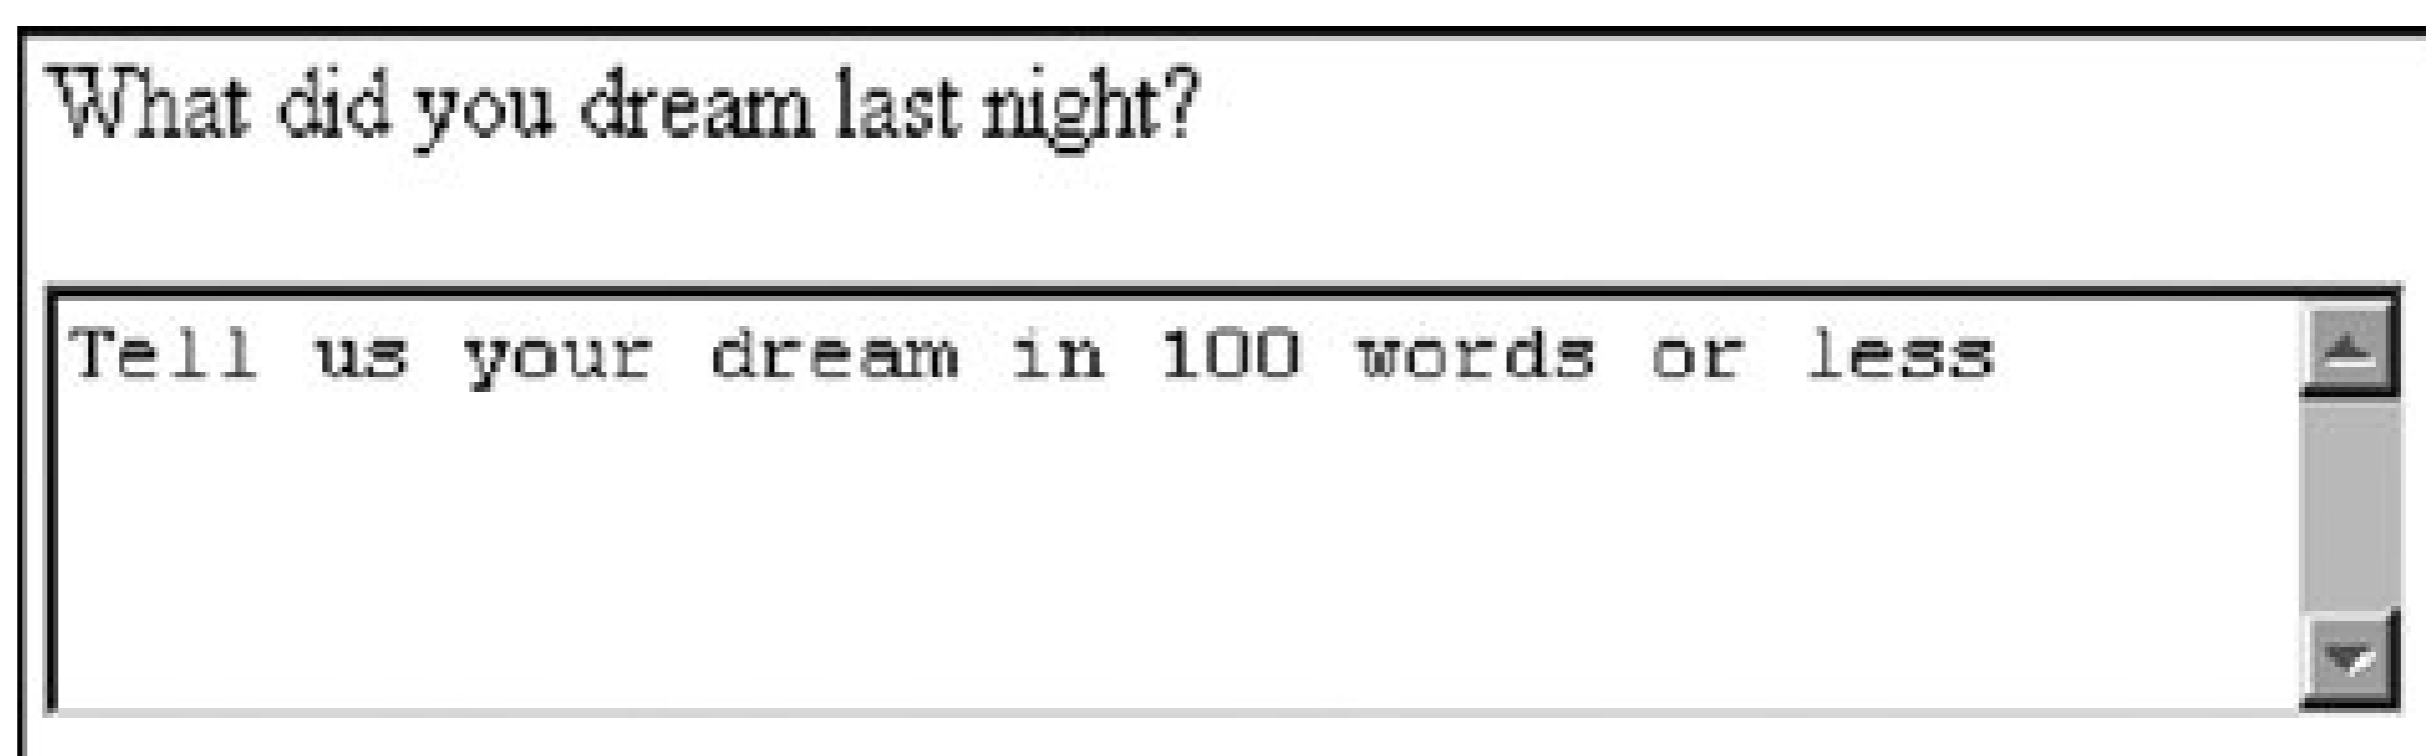 What did you dream last night?
Tell us your dream in 100 words or less